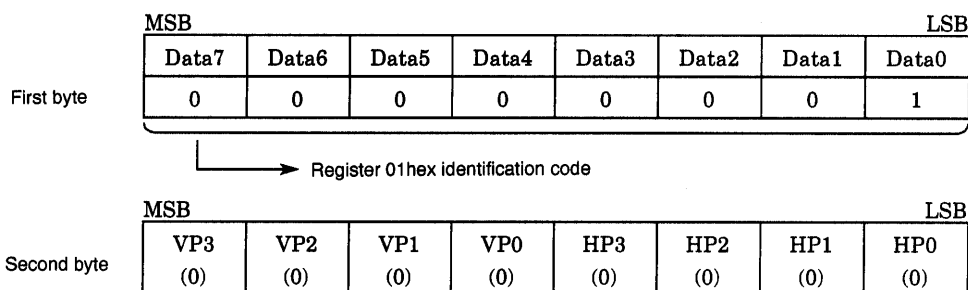 MSB LSB
Data7 Data6 Data5 Data4 Data3 Data2 Data1 Data0
First byte 0 0 0 0 0 0 0 1
Register 01hex identification code
MSB LSB
VP3 VP2 VP1 VP0 HP3 HP2 HP1 HP0
Second byte (0) (0) (0) (0) (0) (0) (0) (0)